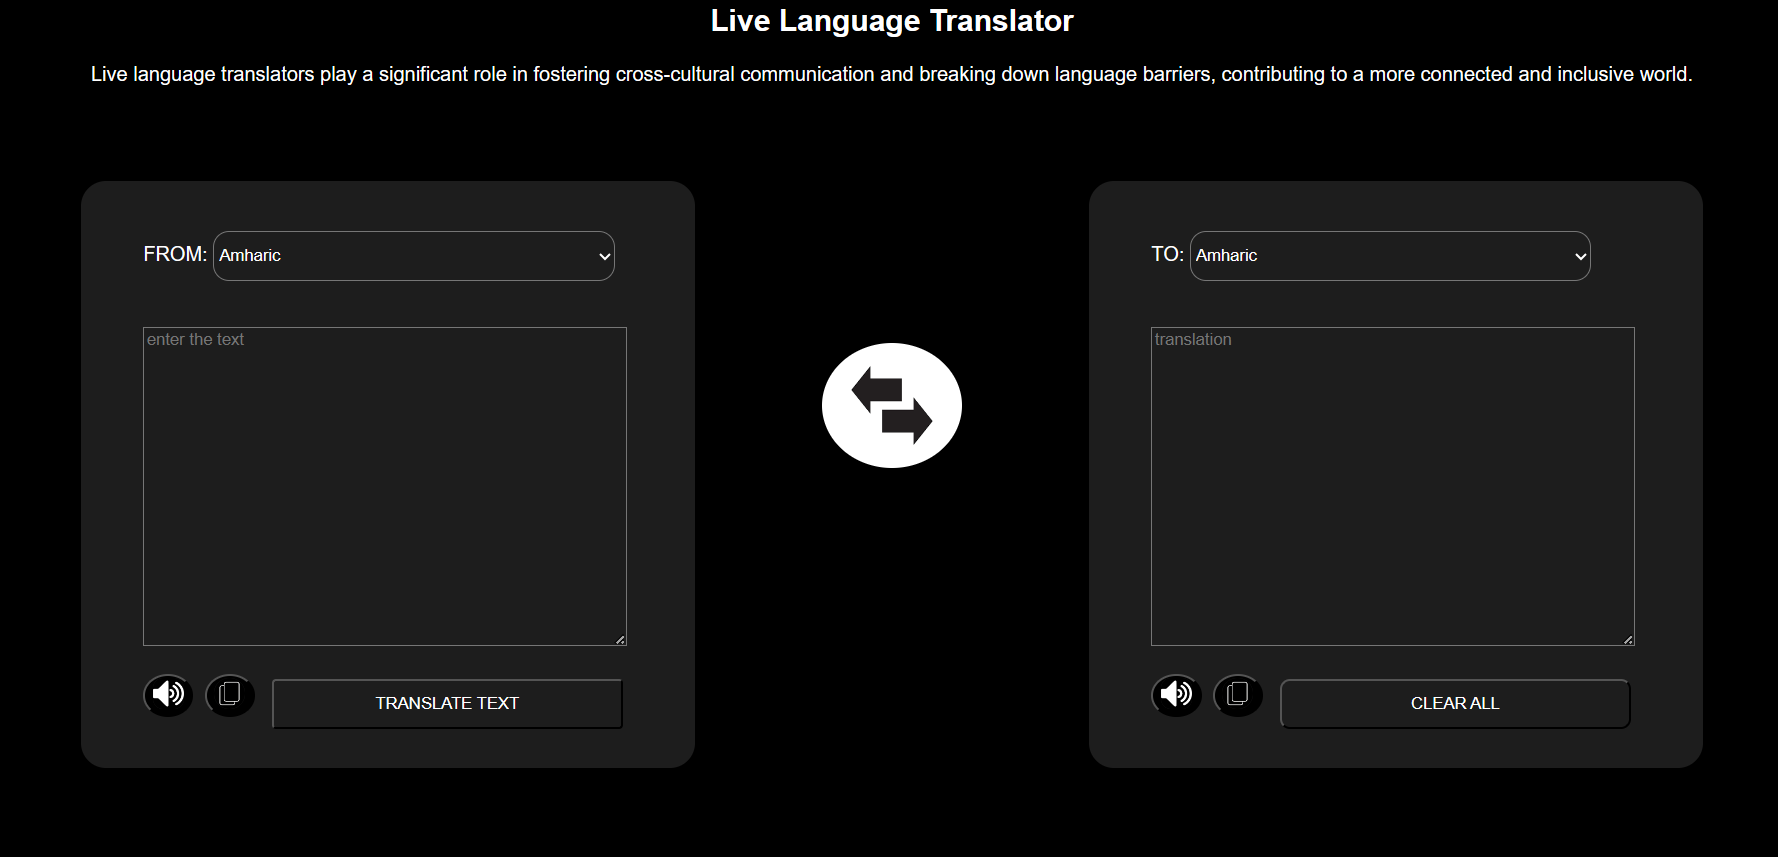 Live Language Translator
Live language translators play a significant role in fostering cross-cultural communication and breaking down language barriers, contributing to a more connected and inclusive world.
FROM: Amharic
enter the text
TRANSLATE TEXT
TO: Amharic
translation
CLEAR ALL